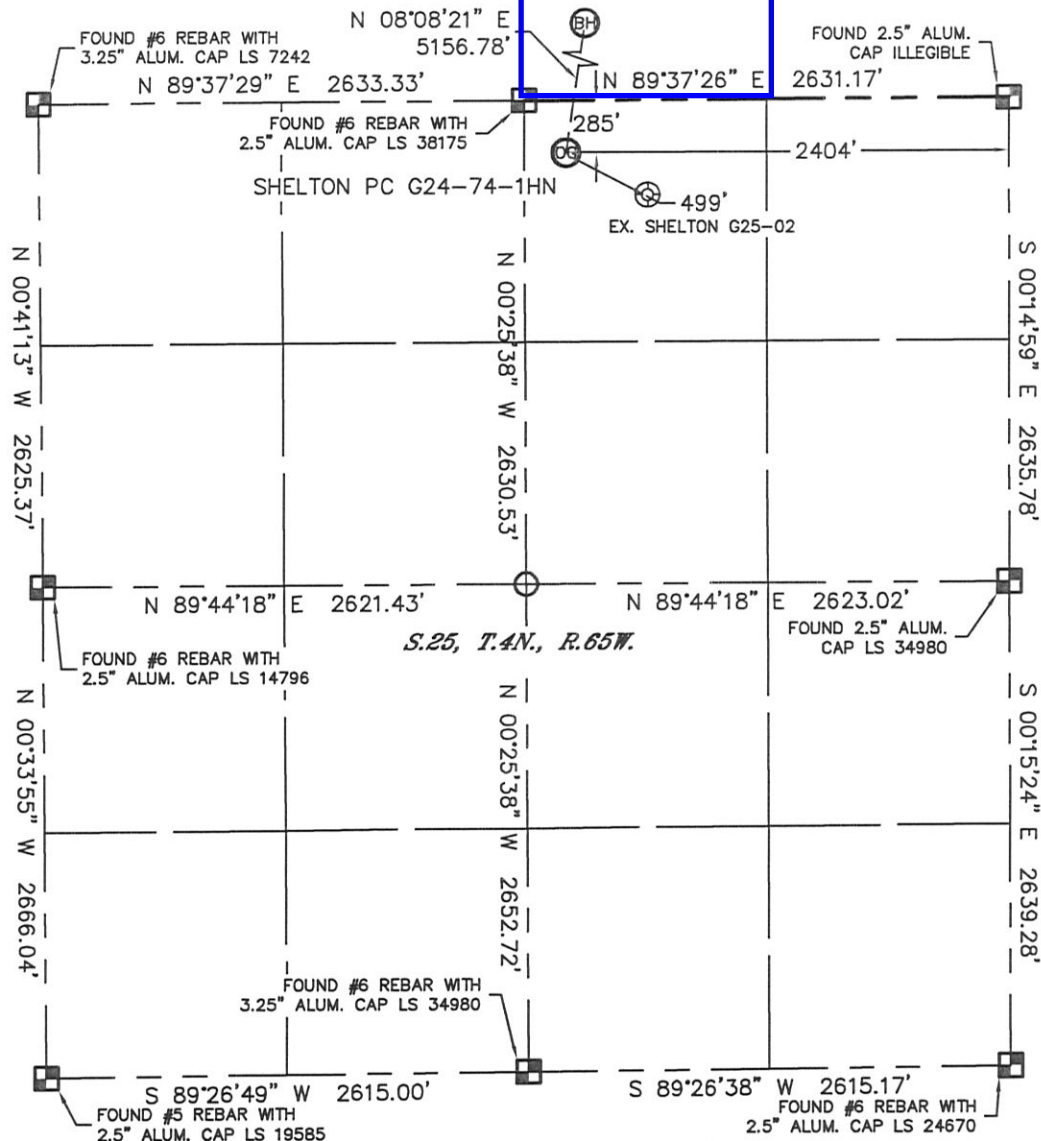 N 08°08'21" E
5156.78'
BH
FOUND #6 REBAR WITH
3.25" ALUM. CAP LS 7242
FOUND 2.5" ALUM.
CAP ILLEGIBLE
N 89°37'29" E 2633.33'
N 89°37'26" E 2631.17'
FOUND #6 REBAR WITH
2.5" ALUM. CAP LS 38175
285'
OG
2404'
SHELTON PC G24-74-1HN
499'
EX. SHELTON G25-02
N 00°41'13" W 2625.37'
N 00°25'38" W 2630.53'
S 00°14'59" E 2635.78'
N 89°44'18" E 2621.43'
N 89°44'18" E 2623.02'
S.25, T.4N., R.65W.
FOUND 2.5" ALUM.
CAP LS 34980
FOUND #6 REBAR WITH
2.5" ALUM. CAP LS 14796
N 00°33'55" W 2666.04'
N 00°25'38" W 2652.72'
S 00°15'24" E 2639.28'
FOUND #6 REBAR WITH
3.25" ALUM. CAP LS 34980
S 89°26'49" W 2615.00'
S 89°26'38" W 2615.17'
FOUND #5 REBAR WITH
2.5" ALUM. CAP LS 19585
FOUND #6 REBAR WITH
2.5" ALUM. CAP LS 24670